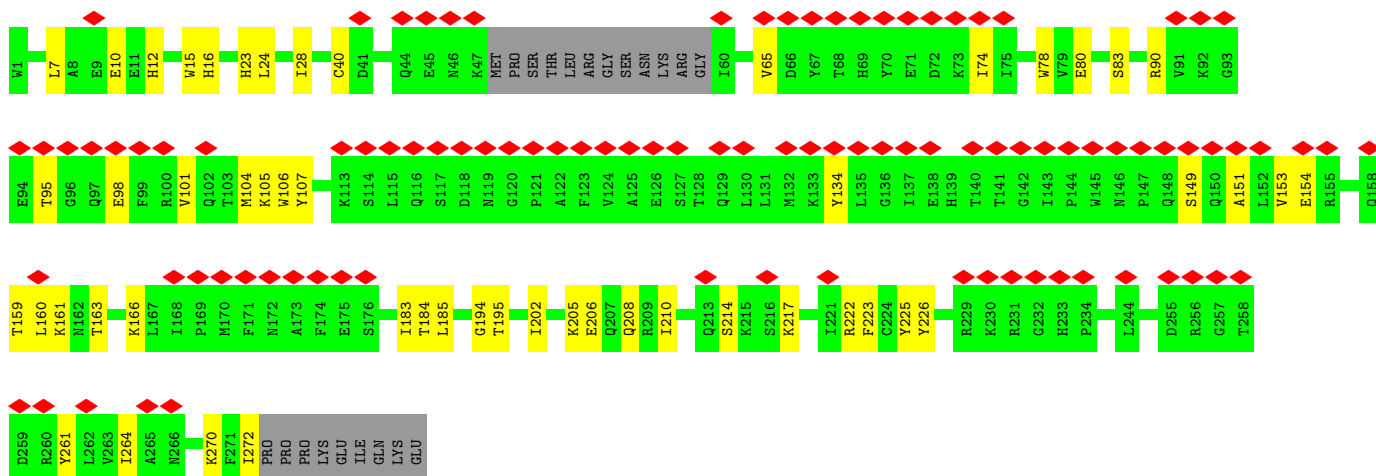 W1 L7 A8 E9 E10 E11 H12 W15 H16 H23 L24 I28 C40 D41 Q44 E45 N46 K47 MET PRO SER THR LEU ARG GLY SER ASN LYS ARG GLY I60 V65 D66 Y67 T68 H69 Y70 E71 D72 K73 I74 I75 W78 V79 E80 S83 R90 V91 K92 G93
E94 T95 G96 Q97 E98 F99 R100 V101 Q102 T103 M104 K105 W106 Y107 K113 S114 L115 Q116 S117 D118 N119 G120 P121 A122 F123 V124 A125 E126 S127 T128 Q129 L130 L131 M132 K133 Y134 L135 G136 I137 E138 H139 T140 T141 G142 I143 P144 W145 N146 P147 Q148 S149 Q150 A151 L152 V153 E154 R155 Q158
T159 L160 K161 N162 T163 K166 L167 I168 P169 M170 F171 N172 A173 F174 E175 S176 I183 T184 L185 G194 T195 I202 K205 E206 Q207 Q208 R209 I210 Q213 S214 K215 S216 K217 I221 R222 F223 C224 Y225 Y226 R229 K230 R231 G232 H233 P234 L244 D255 R256 G257 T258
D259 R260 Y261 L262 V263 I264 A265 N266 K270 F271 I272 PRO PRO PRO LYS GLU ILE GLN LYS GLU